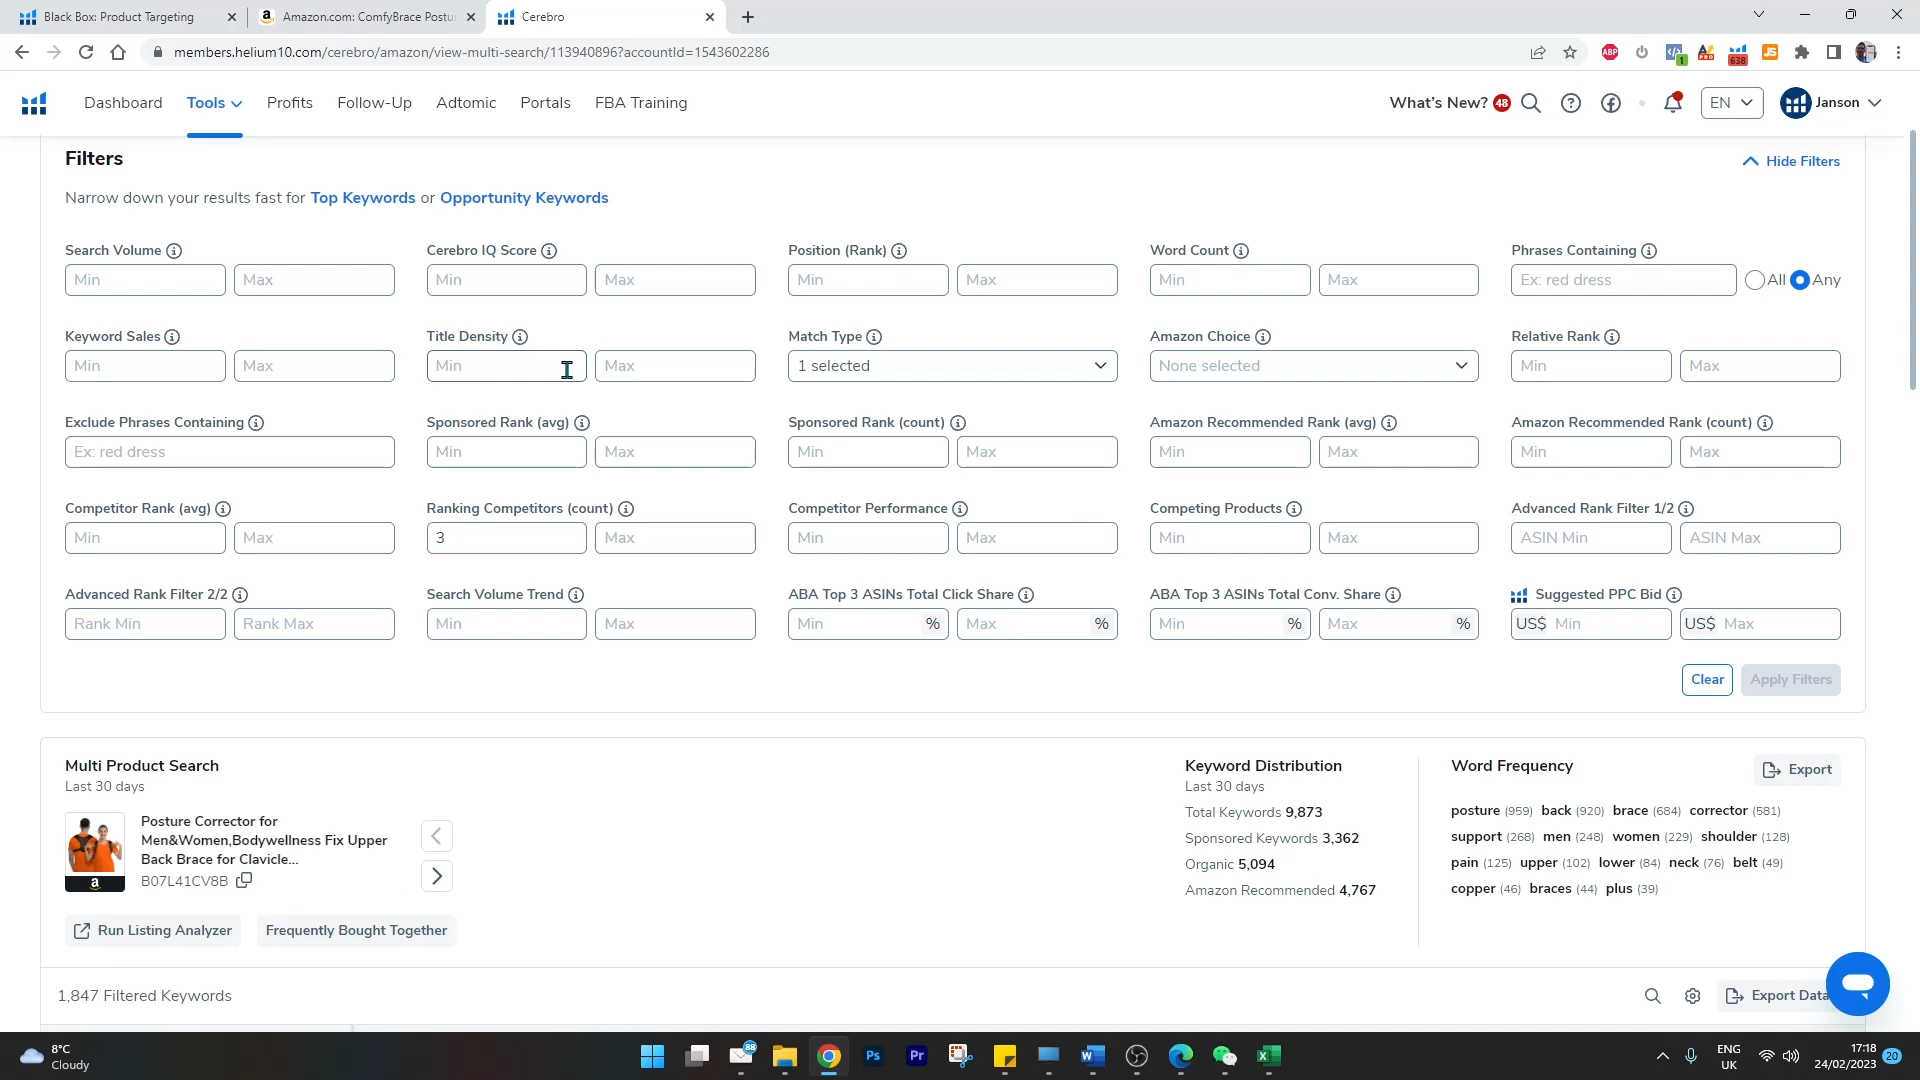 Black Box: Product Targeting
Amazon.com: ComfyBrace Postu
Cerebro
members.helium10.com/cerebro/amazon/view-multi-search/113940896?accountId=1543602286
ABP
1
638
JS
Dashboard
Tools
Profits
Follow-Up
Adtomic
Portals
FBA Training
What's New? 48
EN
Janson
Filters
Hide Filters
Narrow down your results fast for Top Keywords or Opportunity Keywords
Search Volume
Cerebro IQ Score
Position (Rank)
Word Count
Phrases Containing
Min Max
Min Max
Min Max
Min Max
Ex: red dress All Any
Keyword Sales
Title Density
Match Type
Amazon Choice
Relative Rank
Min Max
Min Max
1 selected
None selected
Min Max
Exclude Phrases Containing
Sponsored Rank (avg)
Sponsored Rank (count)
Amazon Recommended Rank (avg)
Amazon Recommended Rank (count)
Ex: red dress
Min Max
Min Max
Min Max
Min Max
Competitor Rank (avg)
Ranking Competitors (count)
Competitor Performance
Competing Products
Advanced Rank Filter 1/2
Min Max
3 Max
Min Max
Min Max
ASIN Min ASIN Max
Advanced Rank Filter 2/2
Search Volume Trend
ABA Top 3 ASINs Total Click Share
ABA Top 3 ASINs Total Conv. Share
Suggested PPC Bid
Rank Min Rank Max
Min Max
Min % Max %
Min % Max %
US$ Min US$ Max
Clear
Apply Filters
Multi Product Search
Last 30 days
Posture Corrector for
Men&Women,Bodywellness Fix Upper
Back Brace for Clavicle...
B07L41CV8B
Run Listing Analyzer
Frequently Bought Together
Keyword Distribution
Last 30 days
Total Keywords 9,873
Sponsored Keywords 3,362
Organic 5,094
Amazon Recommended 4,767
Word Frequency
Export
posture (959) back (920) brace (684) corrector (581)
support (268) men (248) women (229) shoulder (128)
pain (125) upper (102) lower (84) neck (76) belt (49)
copper (46) braces (44) plus (39)
1,847 Filtered Keywords
Export Data
8°C
Cloudy
88
Ps
Pr
ENG
UK
17:18
24/02/2023
20